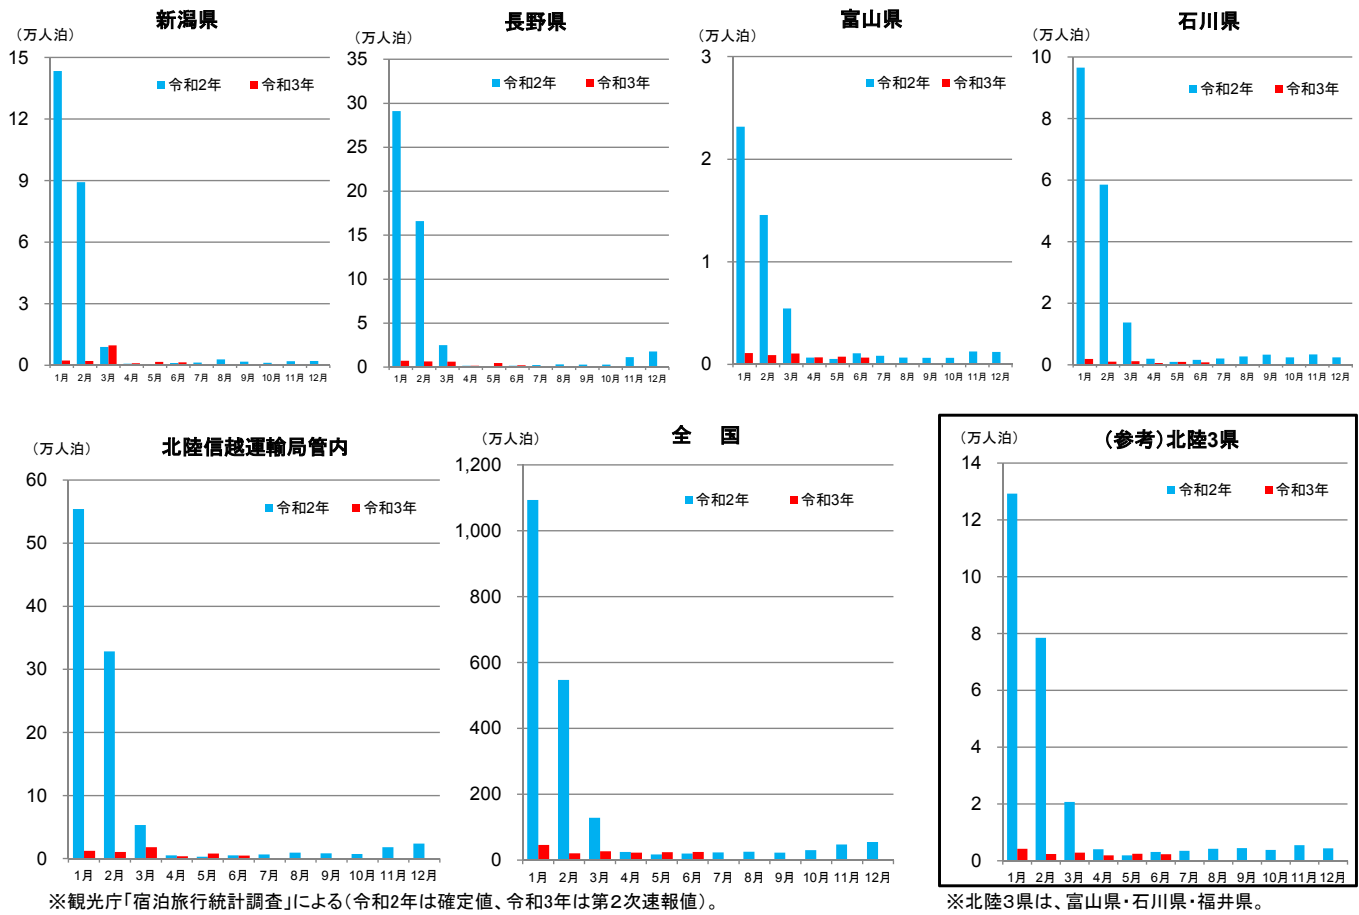 新潟県
（万人泊）
令和2年 令和3年
15
12
9
6
3
0
1月 2月 3月 4月 5月 6月 7月 8月 9月 10月 11月 12月
長野県
（万人泊）
令和2年 令和3年
35
30
25
20
15
10
5
0
1月 2月 3月 4月 5月 6月 7月 8月 9月 10月 11月 12月
富山県
（万人泊）
令和2年 令和3年
3
2
1
0
1月 2月 3月 4月 5月 6月 7月 8月 9月 10月 11月 12月
石川県
（万人泊）
令和2年 令和3年
10
8
6
4
2
0
1月 2月 3月 4月 5月 6月 7月 8月 9月 10月 11月 12月
北陸信越運輸局管内
（万人泊）
令和2年 令和3年
60
50
40
30
20
10
0
1月 2月 3月 4月 5月 6月 7月 8月 9月 10月 11月 12月
全　国
（万人泊）
令和2年 令和3年
1,200
1,000
800
600
400
200
0
1月 2月 3月 4月 5月 6月 7月 8月 9月 10月 11月 12月
（参考）北陸3県
（万人泊）
令和2年 令和3年
14
12
10
8
6
4
2
0
1月 2月 3月 4月 5月 6月 7月 8月 9月 10月 11月 12月
※観光庁「宿泊旅行統計調査」による（令和2年は確定値、令和3年は第２次速報値）。
※北陸３県は、富山県・石川県・福井県。